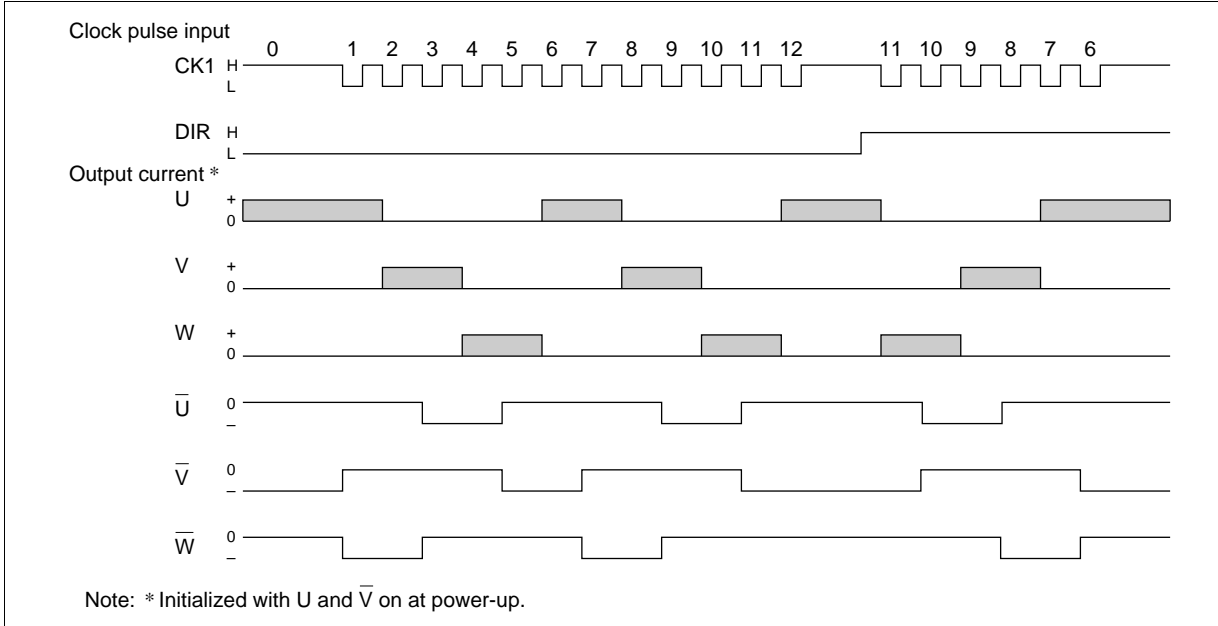 Clock pulse input
0 1 2 3 4 5 6 7 8 9 10 11 12 11 10 9 8 7 6
CK1 H
L
DIR H
L
Output current *
U +
0
V +
0
W +
0
U̅ 0
–
V̅ 0
–
W̅ 0
–
Note: * Initialized with U and V̅ on at power-up.